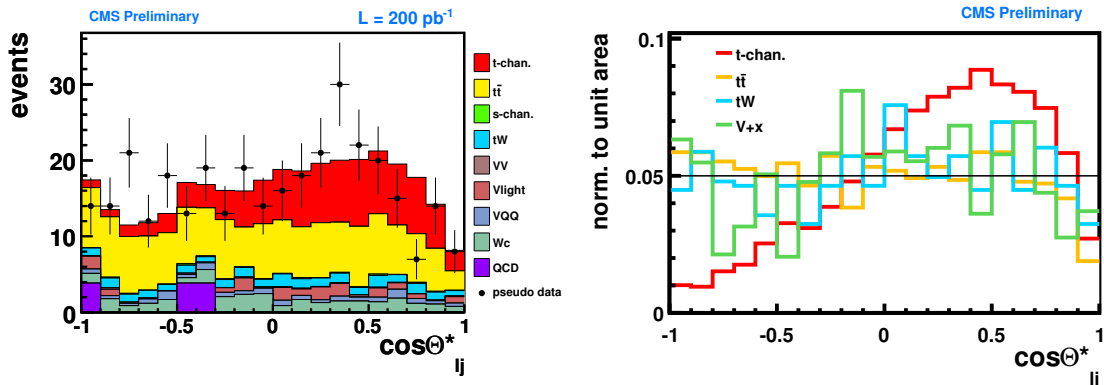 CMS Preliminary
L = 200 pb⁻¹
events
30
20
10
0
-1
-0.5
0
0.5
1
cosΘ*lj
t-chan.
tt̄
s-chan.
tW
VV
Vlight
VQQ
Wc
QCD
pseudo data
CMS Preliminary
norm. to unit area
0.1
0.05
0
-1
-0.5
0
0.5
1
cosΘ*li
t-chan.
tt̄
tW
V+x